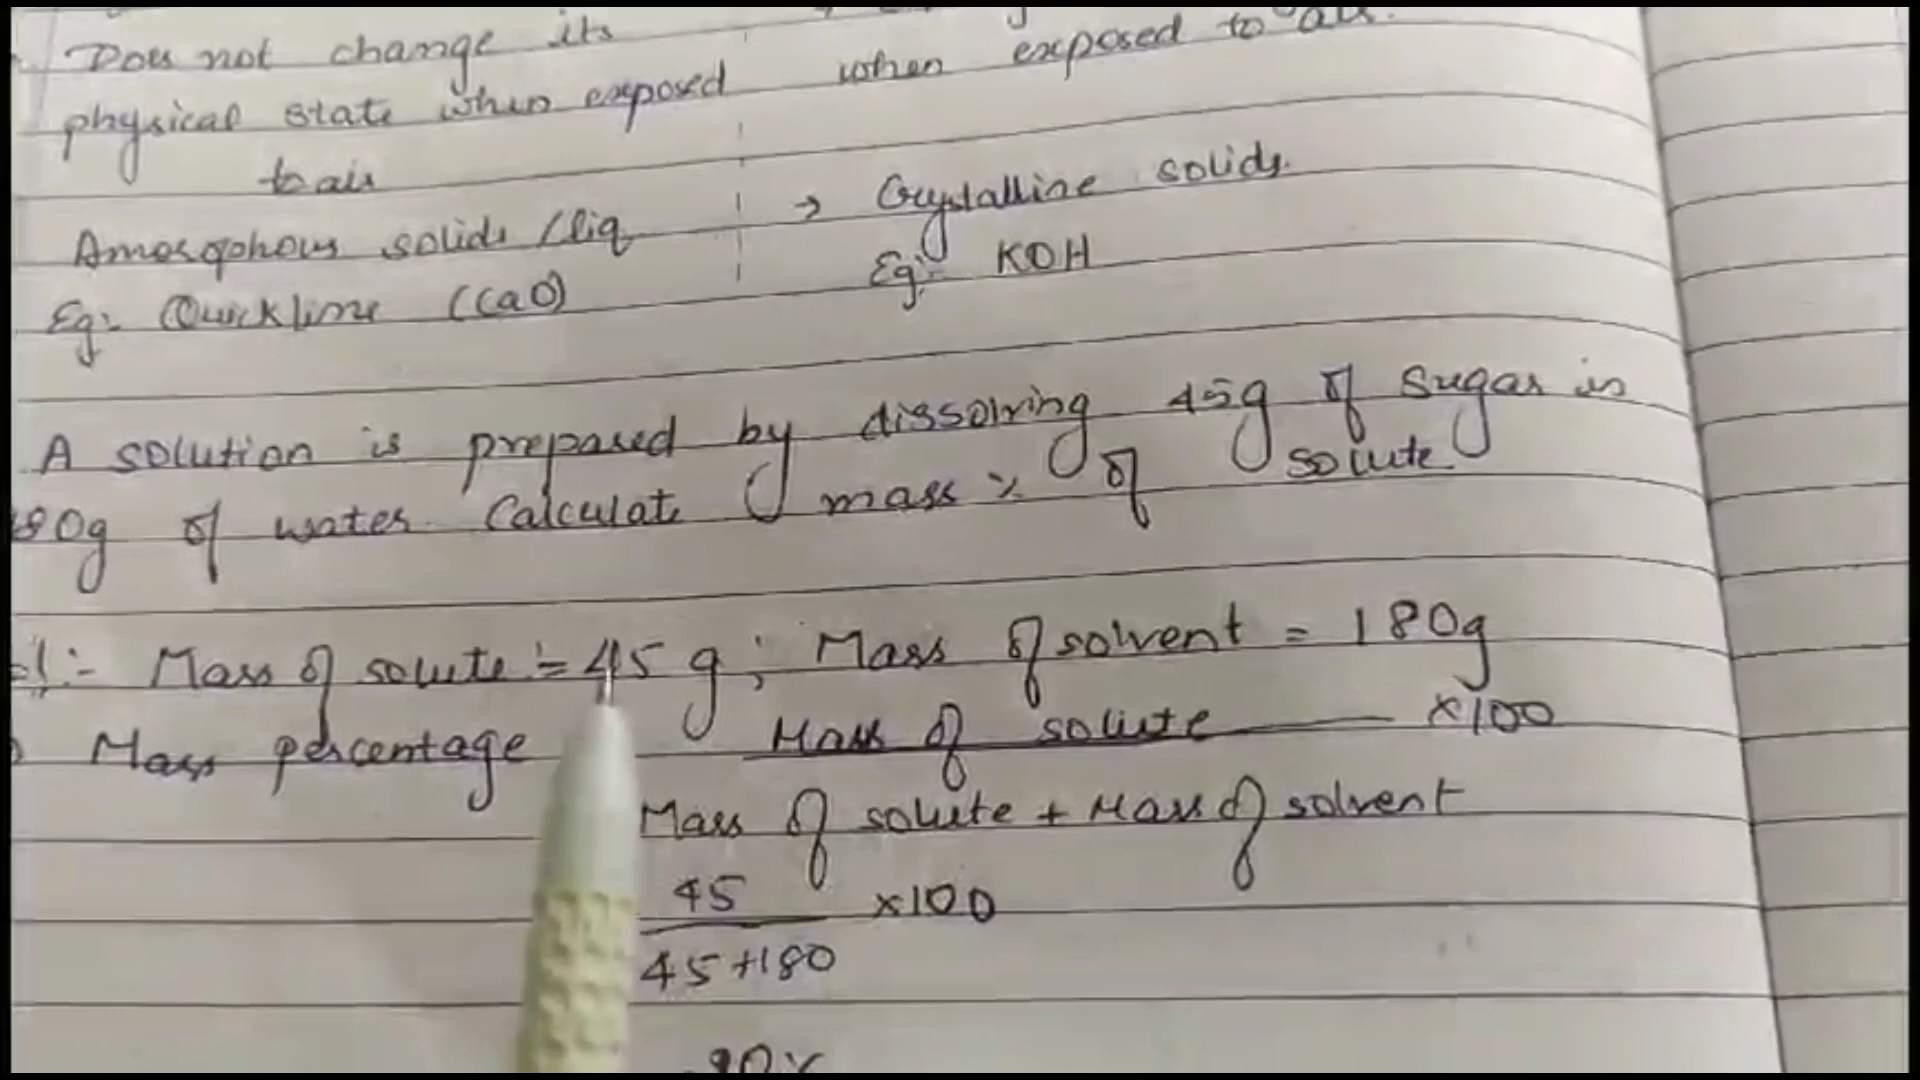 Does not change its
physical state when exposed
to air
when exposed to air.
Amorphous solids / liq
Eg:- Quicklime (CaO)
→ Crystalline solids.
Eg:- KOH
A solution is prepared by dissolving 45g of sugar in
80g of water. Calculate mass % of solute
Mass of solute = 45 g ; Mass of solvent = 180g
Mass percentage Mass of solute ×100
Mass of solute + Mass of solvent
45 ×100
45+180